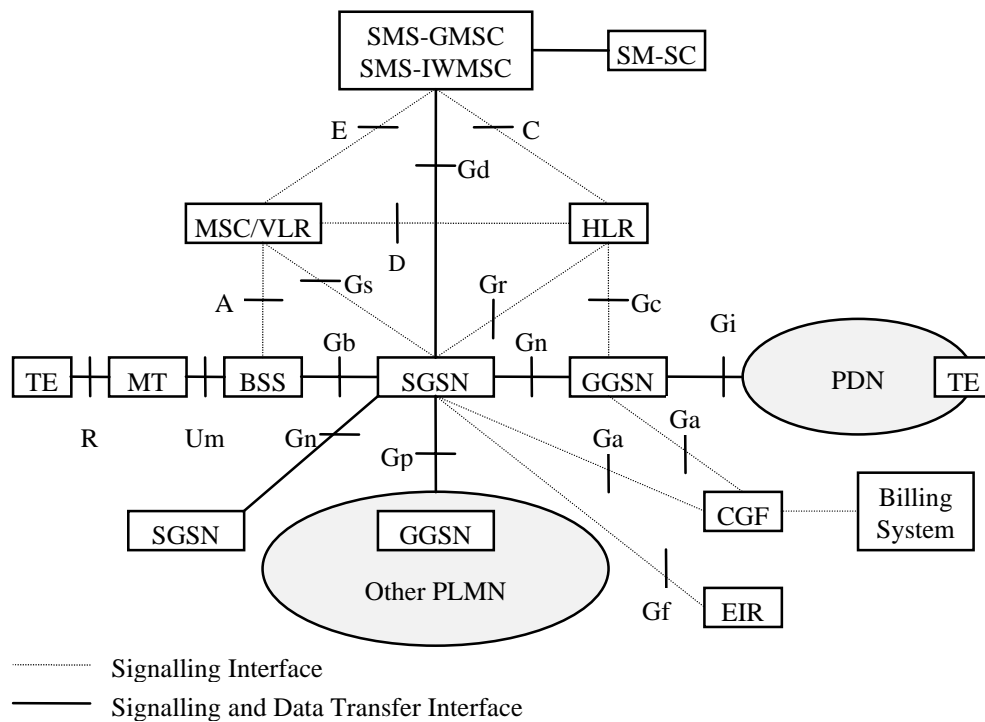 SMS-GMSC
SMS-IWMSC
SM-SC
E
C
Gd
MSC/VLR
HLR
D
Gs
Gr
A
Gc
Gb
Gn
Gi
TE
MT
BSS
SGSN
GGSN
PDN
TE
R
Um
Gn
Gp
Ga
Ga
SGSN
GGSN
CGF
Billing
System
Other PLMN
Gf
EIR
Signalling Interface
Signalling and Data Transfer Interface